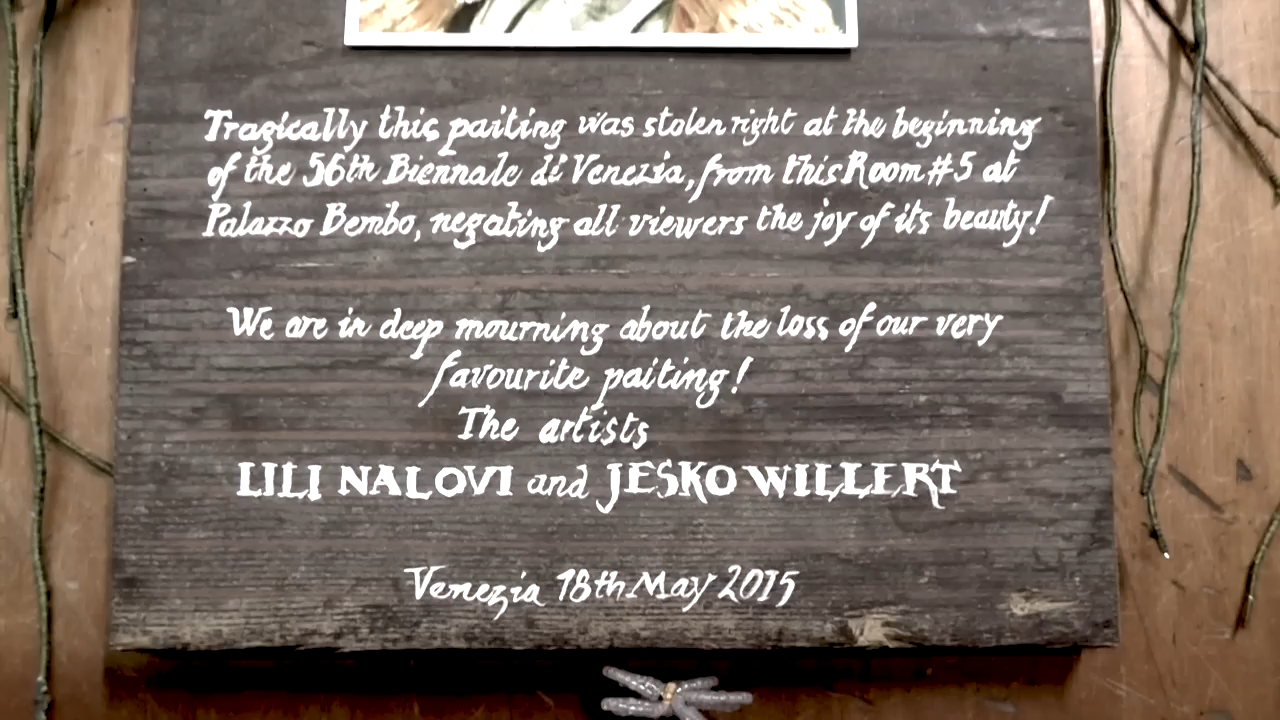 Tragically this paiting was stolen right at the beginning
of the 56th Biennale di Venezia, from this Room #5 at
Palazzo Bembo, negating all viewers the joy of its beauty!
We are in deep mourning about the loss of our very
favourite paiting!
The artists
LILI NALOVI and JESKO WILLERT
Venezia 18th May 2015